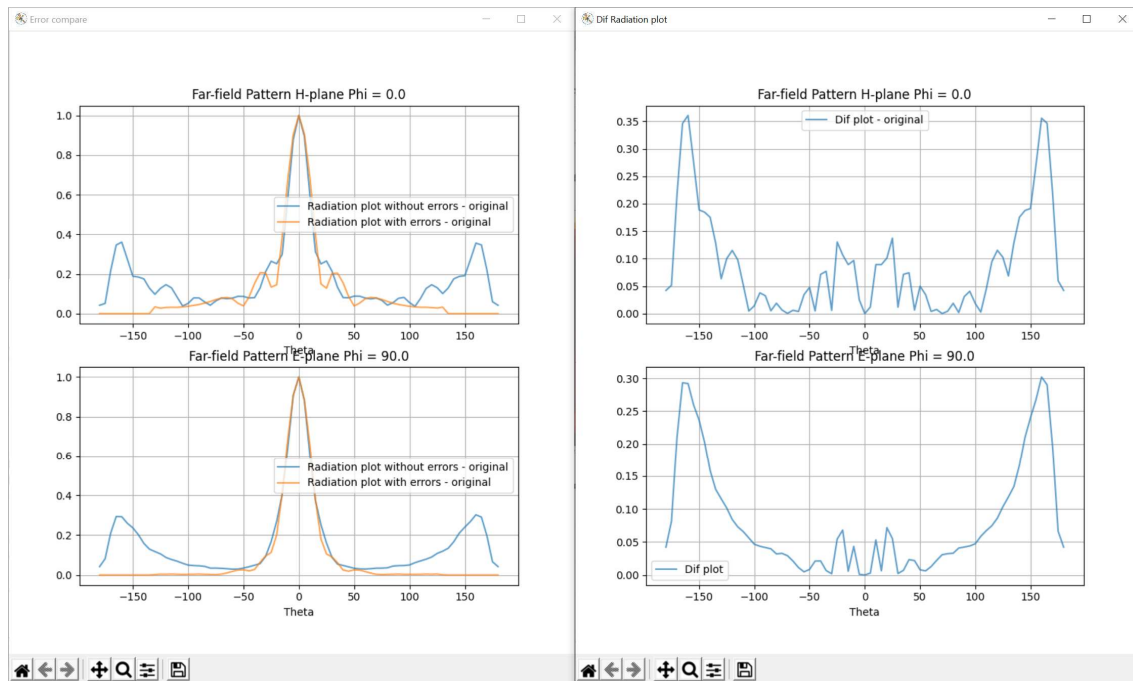 Error compare
Far-field Pattern H-plane Phi = 0.0
1.0
0.8
0.6
0.4
0.2
0.0
Radiation plot without errors - original
Radiation plot with errors - original
−150 −100 −50 0 50 100 150
Theta
Far-field Pattern E-plane Phi = 90.0
1.0
0.8
0.6
0.4
0.2
0.0
Radiation plot without errors - original
Radiation plot with errors - original
−150 −100 −50 0 50 100 150
Theta
Dif Radiation plot
Far-field Pattern H-plane Phi = 0.0
Dif plot - original
0.35
0.30
0.25
0.20
0.15
0.10
0.05
0.00
−150 −100 −50 0 50 100 150
Theta
Far-field Pattern E-plane Phi = 90.0
0.30
0.25
0.20
0.15
0.10
0.05
0.00
Dif plot
−150 −100 −50 0 50 100 150
Theta